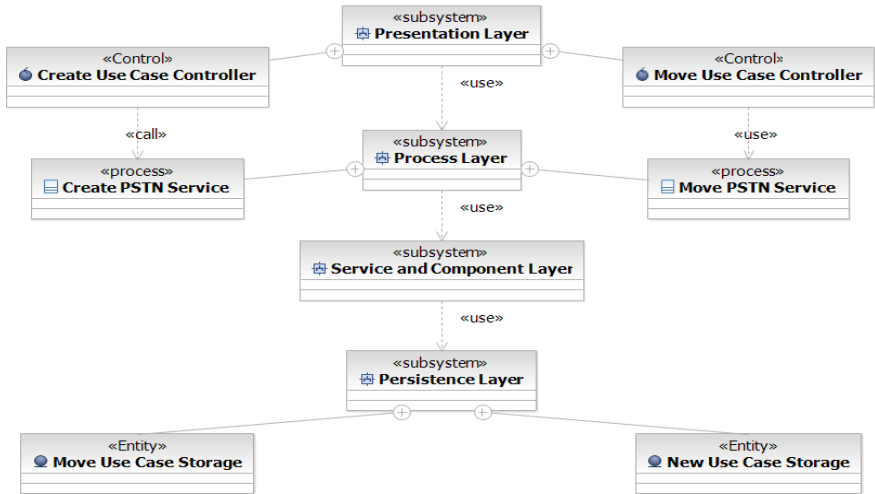 «subsystem»
Presentation Layer
«Control»
Create Use Case Controller
«Control»
Move Use Case Controller
«use»
«call»
«use»
«subsystem»
Process Layer
«process»
Create PSTN Service
«process»
Move PSTN Service
«use»
«subsystem»
Service and Component Layer
«use»
«subsystem»
Persistence Layer
«Entity»
Move Use Case Storage
«Entity»
New Use Case Storage